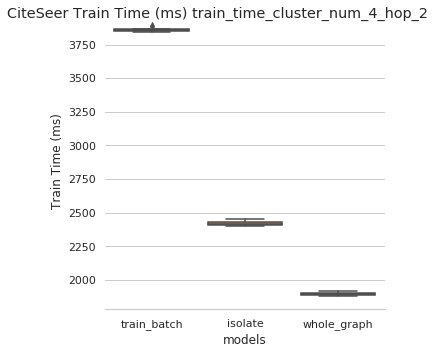 CiteSeer Train Time (ms) train_time_cluster_num_4_hop_2
3750
3500
3250
3000
2750
2500
2250
2000
Train Time (ms)
train_batch isolate whole_graph
models